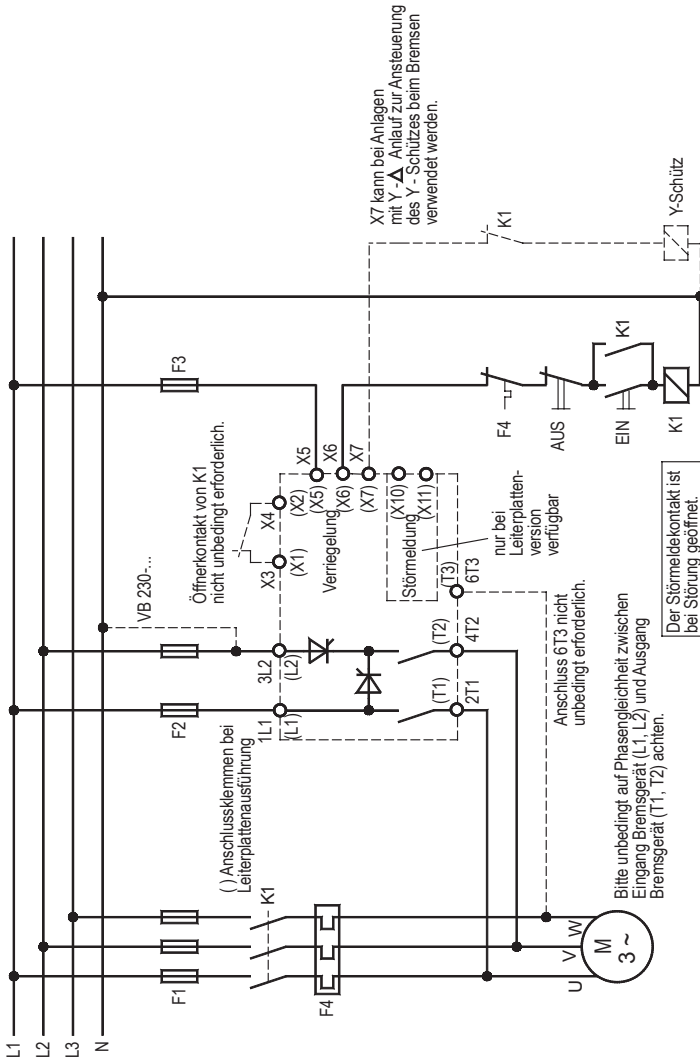 L1
L2
L3
N
F1
F2
F3
VB 230-...
Öffnerkontakt von K1
nicht unbedingt erforderlich.
X7 kann bei Anlagen
mit Y -Δ Anlauf zur Ansteuerung
des Y - Schützes beim Bremsen
verwendet werden.
( ) Anschlussklemmen bei
Leiterplattenausführung
K1
1L1
(L1)
3L2
(L2)
X3
(X1)
X4
(X2)
X5
(X5)
X6
(X6)
X7
(X7)
Verriegelung
(X10)
(X11)
Störmeldung
nur bei
Leiterplatten-
version
verfügbar
F4
(T1)
2T1
(T2)
4T2
(T3)
6T3
Anschluss 6T3 nicht
unbedingt erforderlich.
F4
AUS
EIN
K1
K1
K1
Y-Schütz
U
V
W
M
3 ~
Bitte unbedingt auf Phasengleichheit zwischen
Eingang Bremsgerät (L1, L2) und Ausgang
Bremsgerät (T1, T2) achten.
Der Störmeldekontakt ist
bei Störung geöffnet.